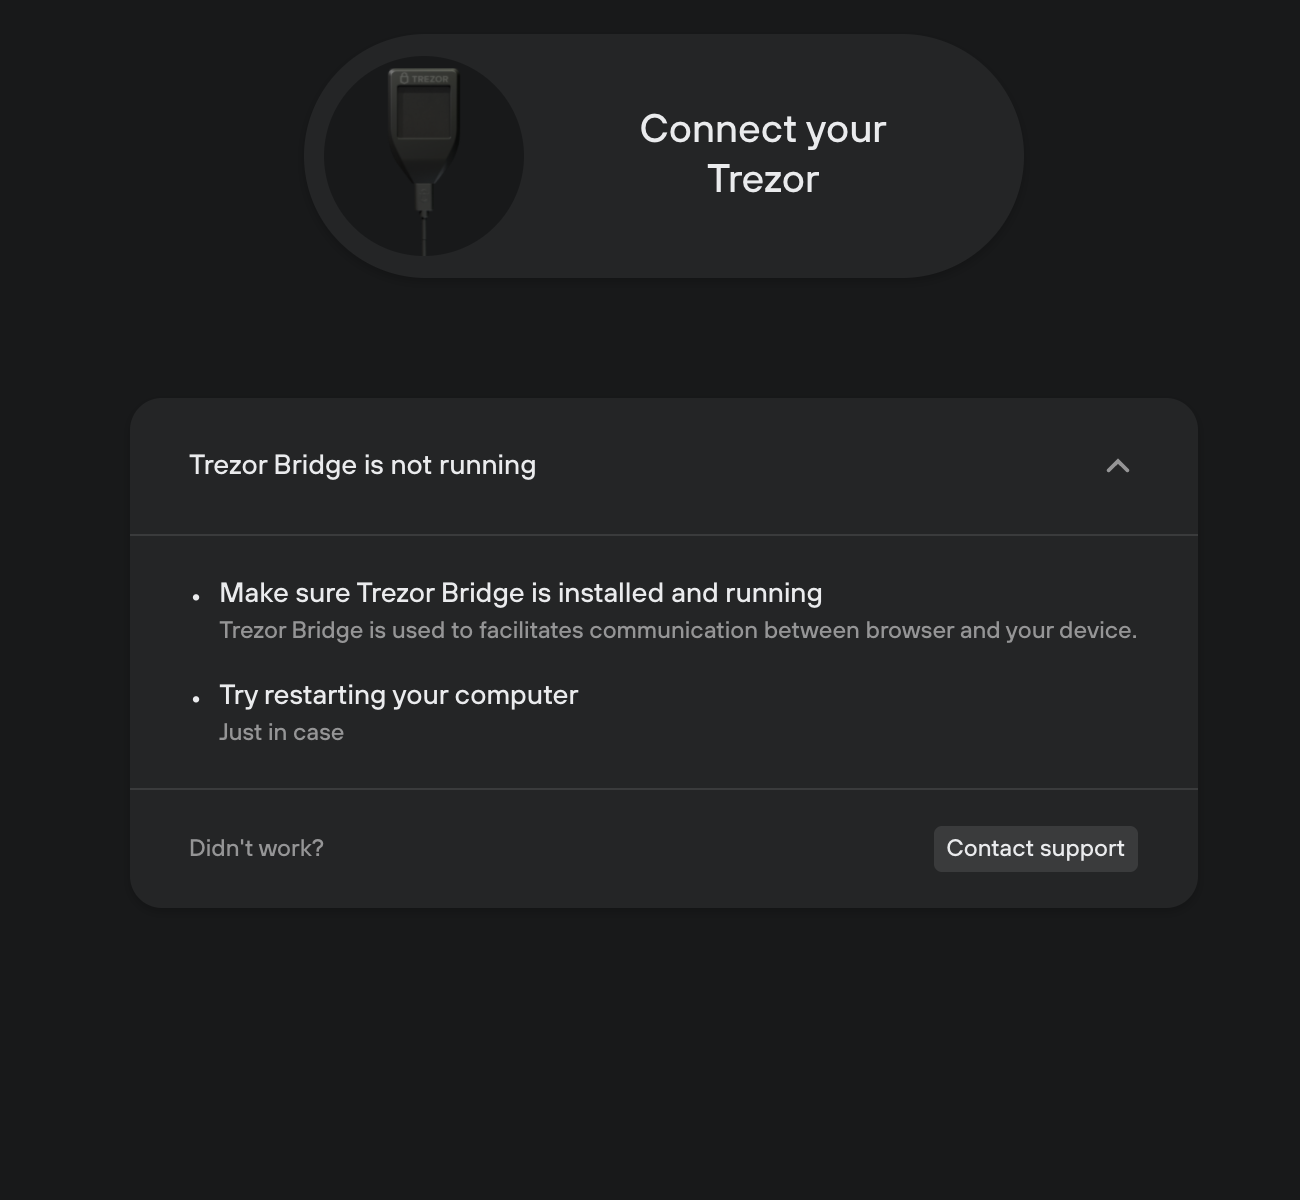 TREZOR
Connect your
Trezor
Trezor Bridge is not running
Make sure Trezor Bridge is installed and running
Trezor Bridge is used to facilitates communication between browser and your device.
Try restarting your computer
Just in case
Didn't work?
Contact support